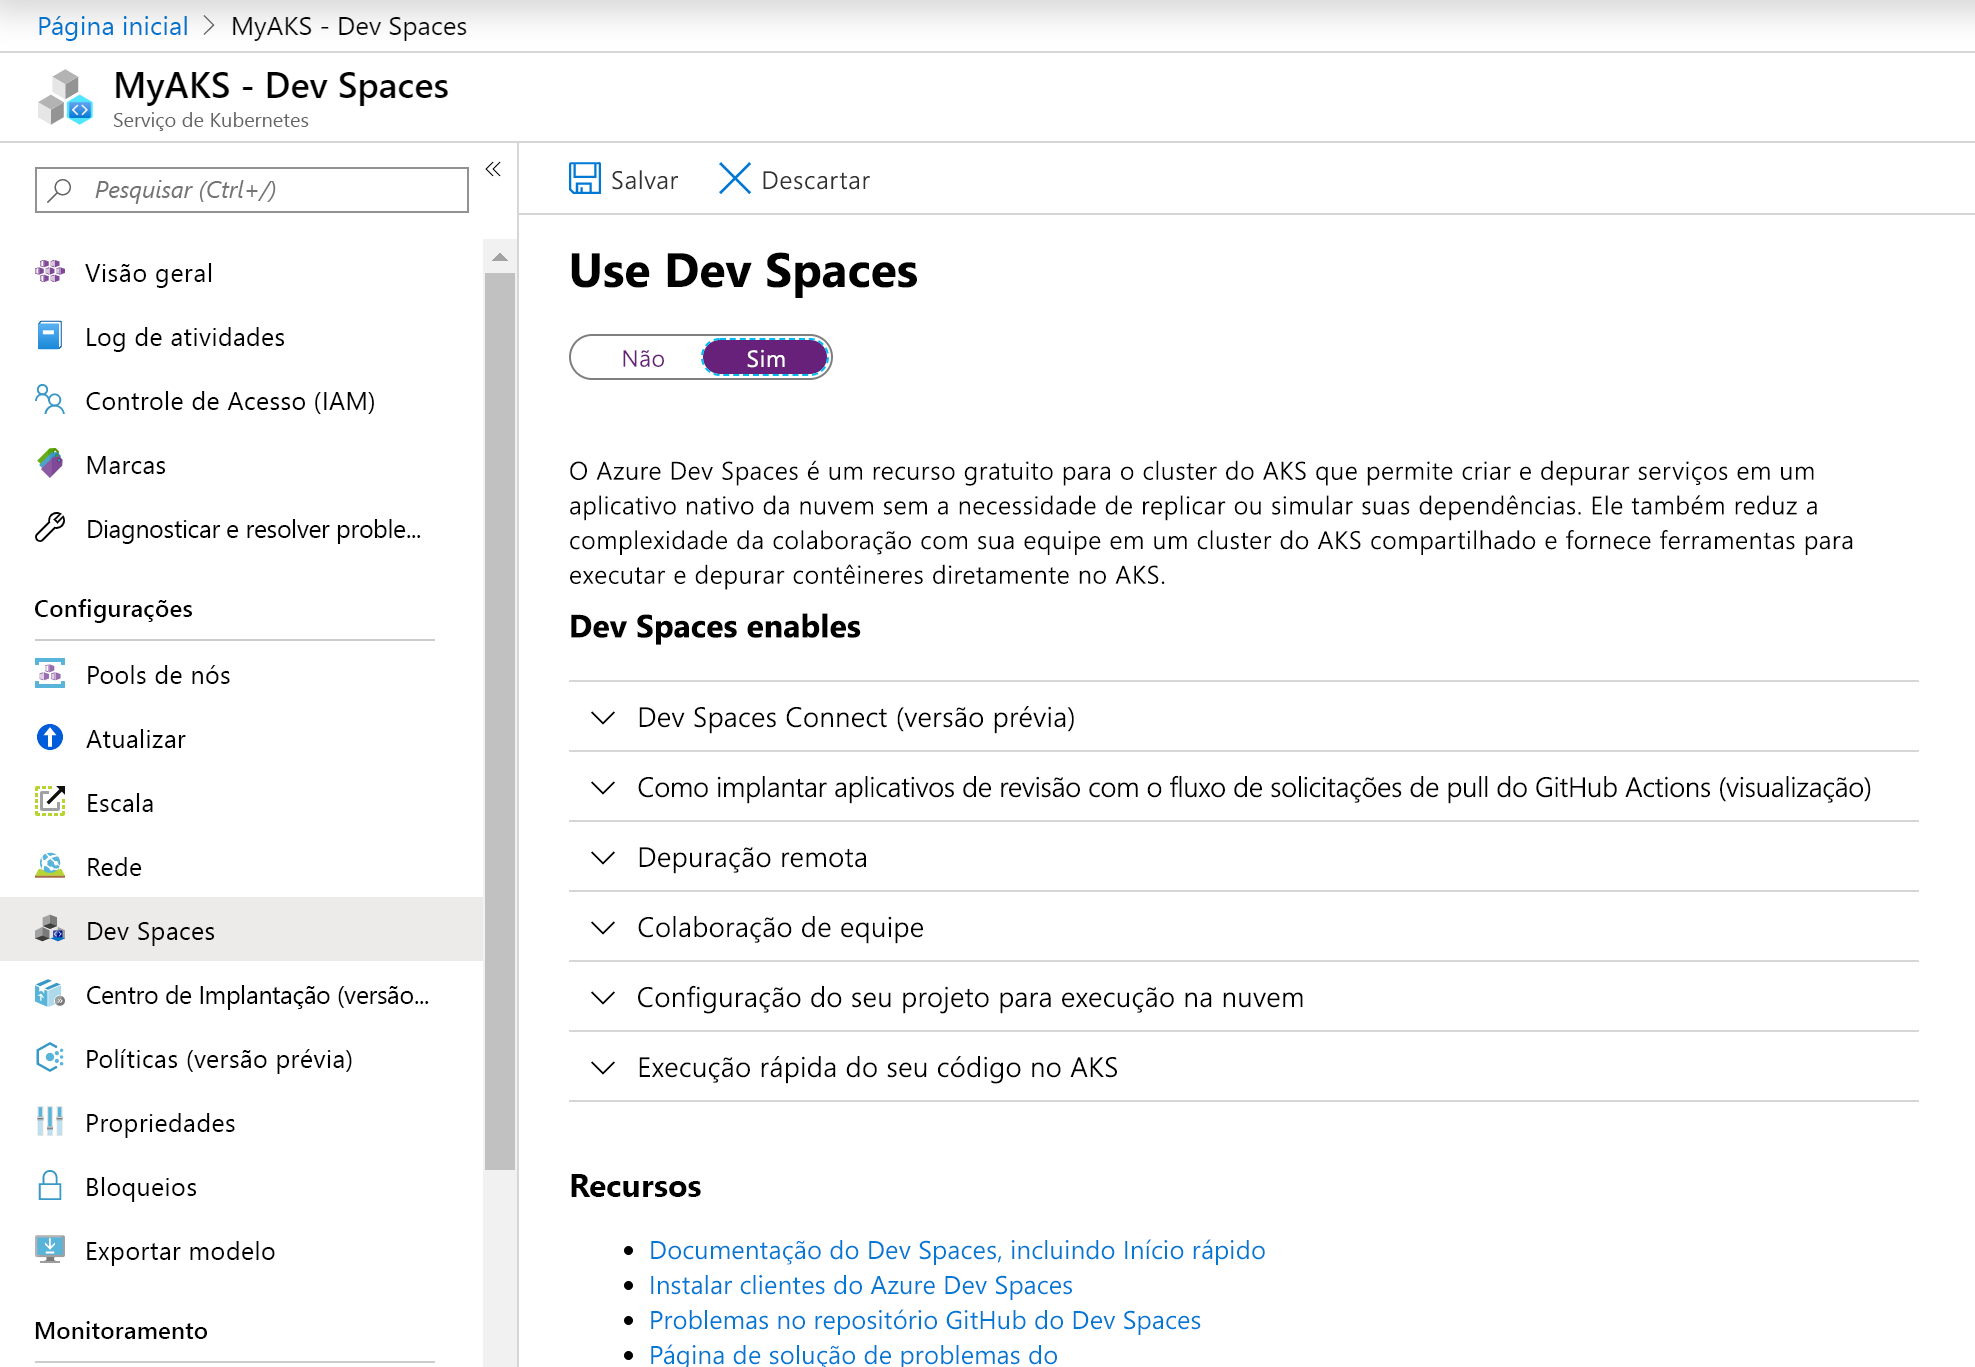 Página inicial > MyAKS - Dev Spaces
MyAKS - Dev Spaces
Serviço de Kubernetes
Pesquisar (Ctrl+/)
«
Visão geral
Log de atividades
Controle de Acesso (IAM)
Marcas
Diagnosticar e resolver proble...
Configurações
Pools de nós
Atualizar
Escala
Rede
Dev Spaces
Centro de Implantação (versão...
Políticas (versão prévia)
Propriedades
Bloqueios
Exportar modelo
Monitoramento
Salvar Descartar
Use Dev Spaces
Não Sim
O Azure Dev Spaces é um recurso gratuito para o cluster do AKS que permite criar e depurar serviços em um
aplicativo nativo da nuvem sem a necessidade de replicar ou simular suas dependências. Ele também reduz a
complexidade da colaboração com sua equipe em um cluster do AKS compartilhado e fornece ferramentas para
executar e depurar contêineres diretamente no AKS.
Dev Spaces enables
Dev Spaces Connect (versão prévia)
Como implantar aplicativos de revisão com o fluxo de solicitações de pull do GitHub Actions (visualização)
Depuração remota
Colaboração de equipe
Configuração do seu projeto para execução na nuvem
Execução rápida do seu código no AKS
Recursos
• Documentação do Dev Spaces, incluindo Início rápido
• Instalar clientes do Azure Dev Spaces
• Problemas no repositório GitHub do Dev Spaces
• Página de solução de problemas do